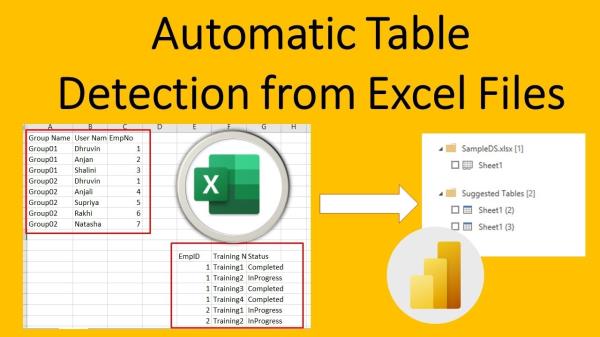 Automatic Table
Detection from Excel Files
A B C D E F G H
Group Name User Nam EmpNo
Group01 Dhruvin 1
Group01 Anjan 2
Group01 Shalini 3
Group02 Dhruvin 1
Group02 Anjali 4
Group02 Supriya 5
Group02 Rakhi 6
Group02 Natasha 7
X
EmpID Training N Status
1 Training1 Completed
1 Training2 InProgress
1 Training3 Completed
1 Training4 Completed
2 Training1 InProgress
2 Training2 InProgress
SampleDS.xlsx [1]
Sheet1
Suggested Tables [2]
Sheet1 (2)
Sheet1 (3)